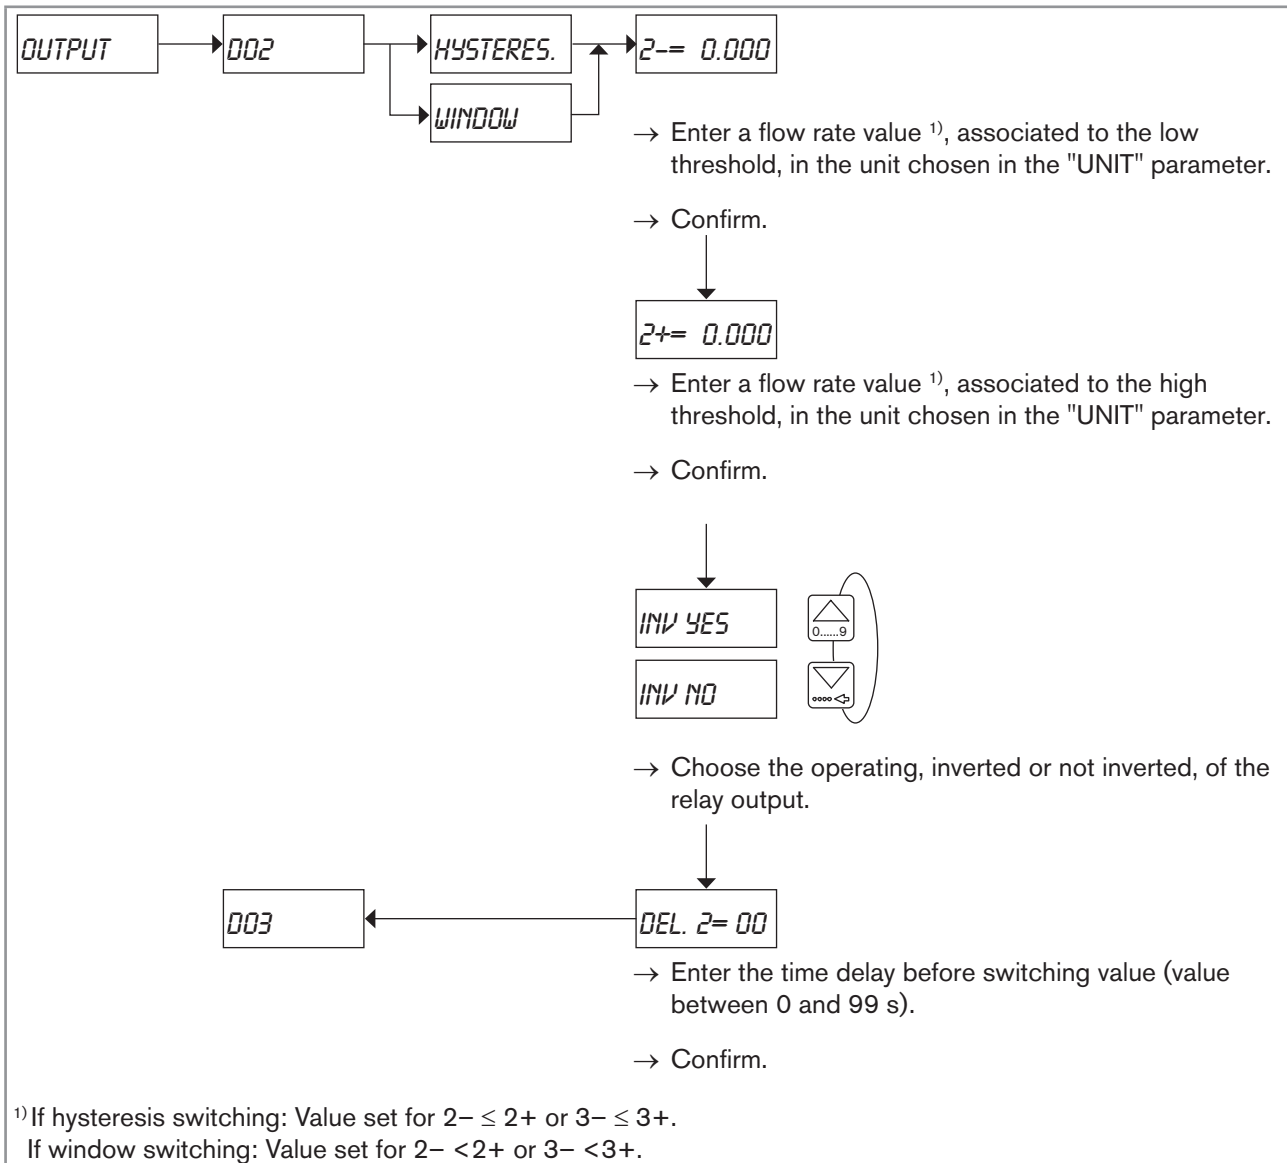 OUTPUT
DO2
HYSTERES.
2-= 0.000
WINDOW
→ Enter a flow rate value 1), associated to the low
threshold, in the unit chosen in the "UNIT" parameter.
→ Confirm.
2+= 0.000
→ Enter a flow rate value 1), associated to the high
threshold, in the unit chosen in the "UNIT" parameter.
→ Confirm.
INV YES
0......9
INV NO
→ Choose the operating, inverted or not inverted, of the
relay output.
DO3
DEL. 2= 00
→ Enter the time delay before switching value (value
between 0 and 99 s).
→ Confirm.
1) If hysteresis switching: Value set for 2− ≤ 2+ or 3− ≤ 3+.
If window switching: Value set for 2− <2+ or 3− <3+.